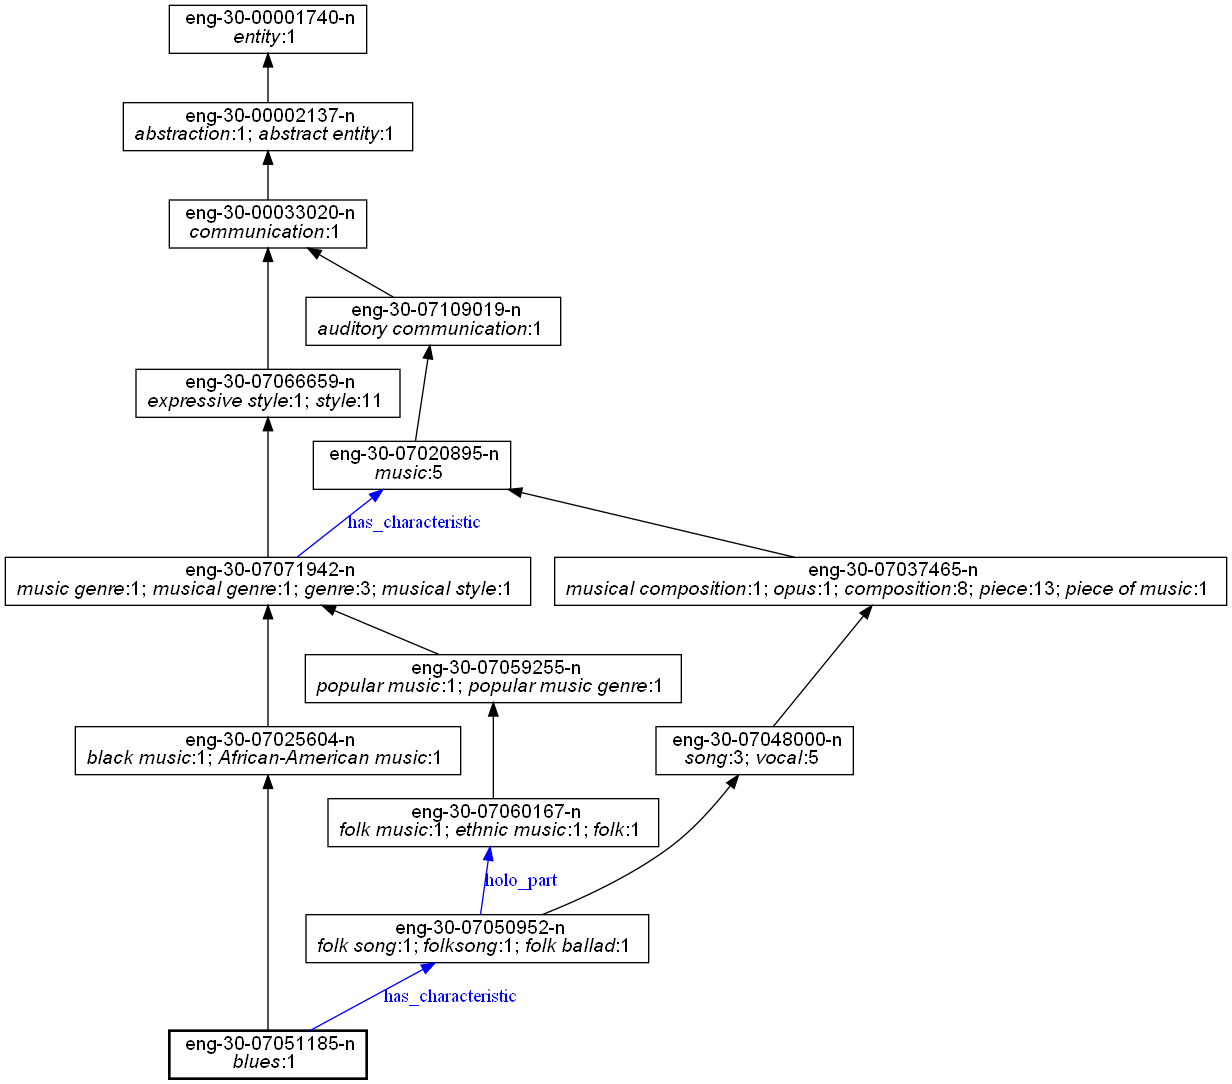 eng-30-00001740-n
entity:1
eng-30-00002137-n
abstraction:1; abstract entity:1
eng-30-00033020-n
communication:1
eng-30-07109019-n
auditory communication:1
eng-30-07066659-n
expressive style:1; style:11
eng-30-07020895-n
music:5
has_characteristic
eng-30-07071942-n
music genre:1; musical genre:1; genre:3; musical style:1
eng-30-07037465-n
musical composition:1; opus:1; composition:8; piece:13; piece of music:1
eng-30-07059255-n
popular music:1; popular music genre:1
eng-30-07025604-n
black music:1; African-American music:1
eng-30-07048000-n
song:3; vocal:5
eng-30-07060167-n
folk music:1; ethnic music:1; folk:1
holo_part
eng-30-07050952-n
folk song:1; folksong:1; folk ballad:1
has_characteristic
eng-30-07051185-n
blues:1